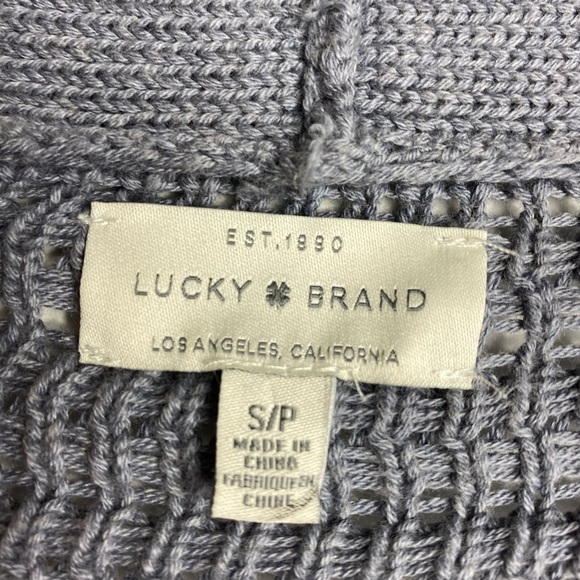 EST. 1990
LUCKY BRAND
LOS ANGELES, CALIFORNIA
S/P
MADE IN
CHINA
FABRIQUE EN
CHINE